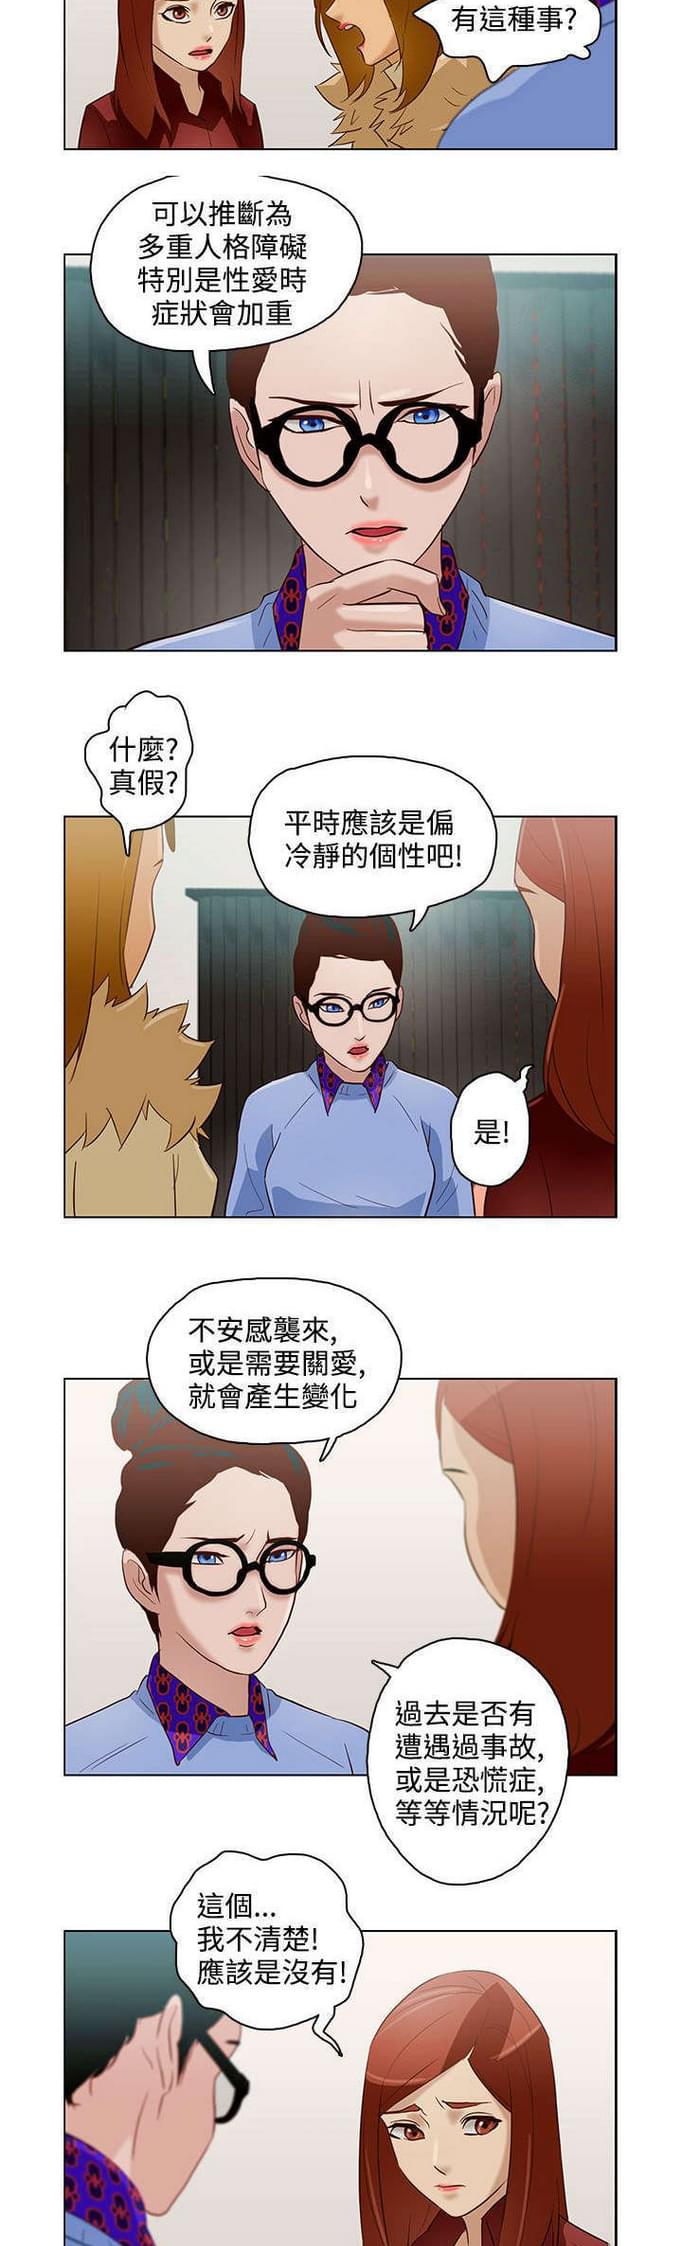 有這種事?
可以推斷為
多重人格障礙
特別是性愛時
症狀會加重
什麼?
真假?
平時應該是偏
冷靜的個性吧!
是!
不安感襲來,
或是需要關愛,
就會產生變化
過去是否有
遭遇過事故,
或是恐慌症,
等等情況呢?
這個...
我不清楚!
應該是沒有!